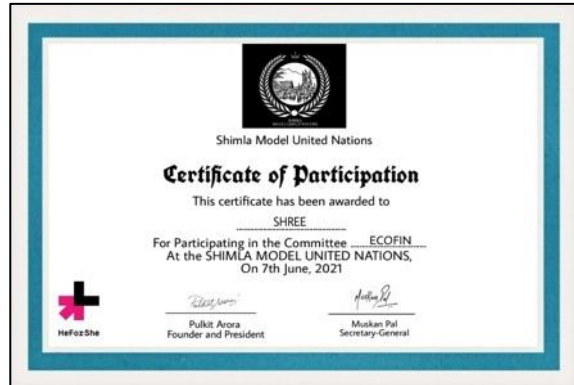 Shimla Model United Nations
Certificate of Participation
This certificate has been awarded to
SHREE
For Participating in the Committee ECOFIN
At the SHIMLA MODEL UNITED NATIONS,
On 7th June, 2021
HeForShe
Pulkit Arora
Founder and President
Muskan Pal
Secretary-General